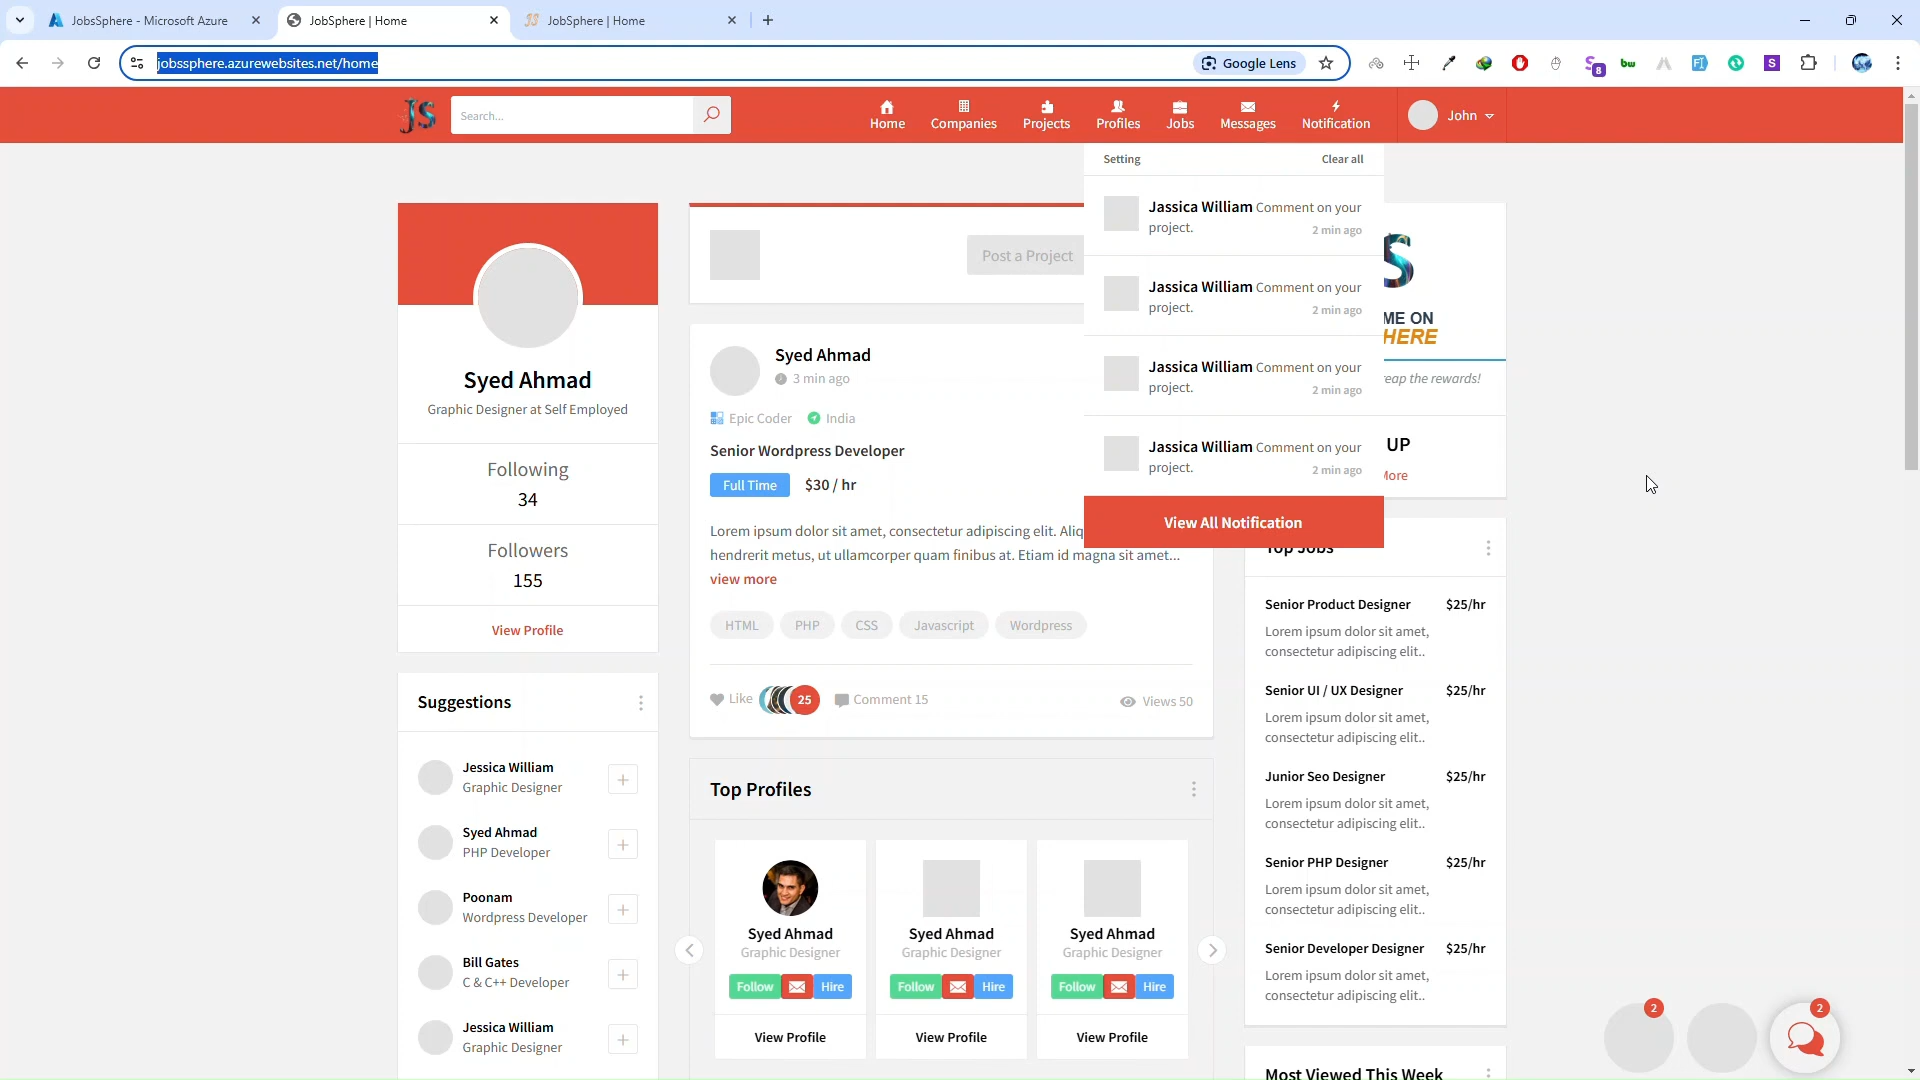 JobsSphere - Microsoft Azure
JobSphere | Home
JobSphere | Home
jobssphere.azurewebsites.net/home
Google Lens
8
bw
S
JS
Search...
Home
Companies
Projects
Profiles
Jobs
Messages
Notification
John
Setting
Clear all
Jassica William Comment on your
project.
2 min ago
Jassica William Comment on your
project.
2 min ago
Jassica William Comment on your
project.
2 min ago
Jassica William Comment on your
project.
2 min ago
View All Notification
Syed Ahmad
Graphic Designer at Self Employed
Following
34
Followers
155
View Profile
Suggestions
Jessica William
Graphic Designer
Syed Ahmad
PHP Developer
Poonam
Wordpress Developer
Bill Gates
C & C++ Developer
Jessica William
Graphic Designer
Post a Project
Syed Ahmad
3 min ago
Epic Coder
India
Senior Wordpress Developer
Full Time
$30 / hr
Lorem ipsum dolor sit amet, consectetur adipiscing elit. Aliq
hendrerit metus, ut ullamcorper quam finibus at. Etiam id magna sit amet...
view more
HTML
PHP
CSS
Javascript
Wordpress
Like
25
Comment 15
Views 50
Top Profiles
Syed Ahmad
Graphic Designer
Follow
Hire
View Profile
Syed Ahmad
Graphic Designer
Follow
Hire
View Profile
Syed Ahmad
Graphic Designer
Follow
Hire
View Profile
S
ME ON
HERE
reap the rewards!
UP
More
Top Jobs
Senior Product Designer
$25/hr
Lorem ipsum dolor sit amet,
consectetur adipiscing elit..
Senior UI / UX Designer
$25/hr
Lorem ipsum dolor sit amet,
consectetur adipiscing elit..
Junior Seo Designer
$25/hr
Lorem ipsum dolor sit amet,
consectetur adipiscing elit..
Senior PHP Designer
$25/hr
Lorem ipsum dolor sit amet,
consectetur adipiscing elit..
Senior Developer Designer
$25/hr
Lorem ipsum dolor sit amet,
consectetur adipiscing elit..
Most Viewed This Week
2
2